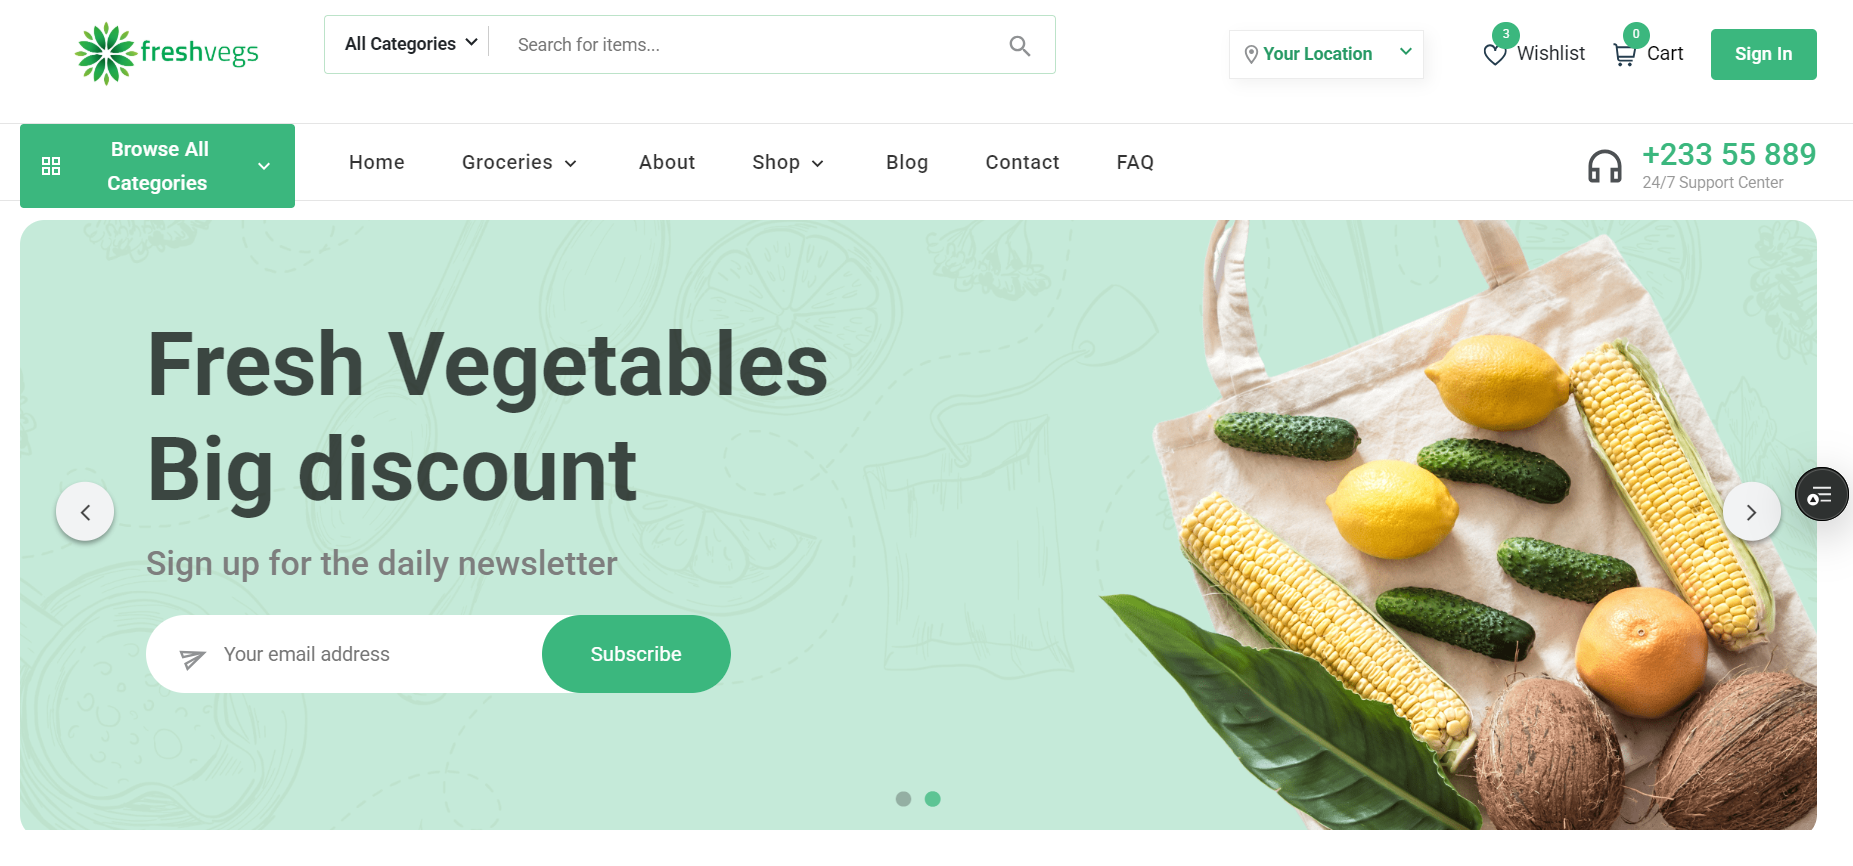 freshvegs
All Categories
Search for items...
Your Location
3
Wishlist
0
Cart
Sign In
Browse All
Categories
Home
Groceries
About
Shop
Blog
Contact
FAQ
+233 55 889
24/7 Support Center
Fresh Vegetables
Big discount
Sign up for the daily newsletter
Your email address
Subscribe